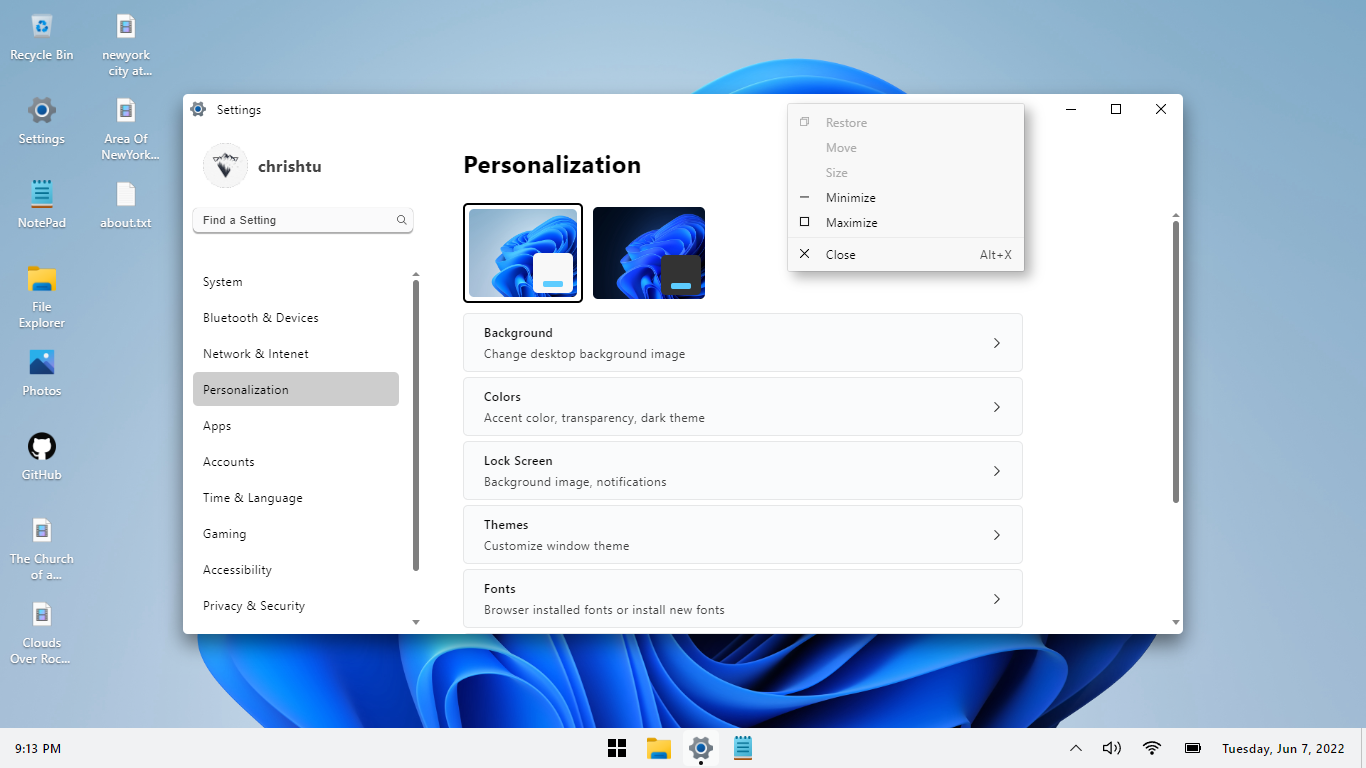 Recycle Bin
newyork
city at...
Settings
Area Of
NewYork...
NotePad
about.txt
File
Explorer
Photos
GitHub
The Church
of a...
Clouds
Over Roc...
Settings
chrishtu
Find a Setting
System
Bluetooth & Devices
Network & Intenet
Personalization
Apps
Accounts
Time & Language
Gaming
Accessibility
Privacy & Security
Personalization
Background
Change desktop background image
Colors
Accent color, transparency, dark theme
Lock Screen
Background image, notifications
Themes
Customize window theme
Fonts
Browser installed fonts or install new fonts
Restore
Move
Size
Minimize
Maximize
Close Alt+X
9:13 PM
Tuesday, Jun 7, 2022